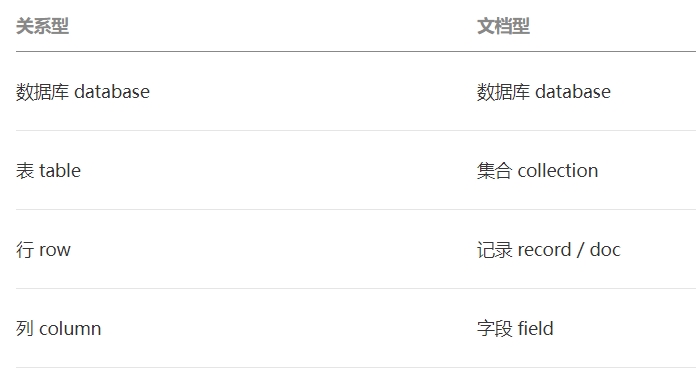 关系型 文档型
数据库 database 数据库 database
表 table 集合 collection
行 row 记录 record / doc
列 column 字段 field